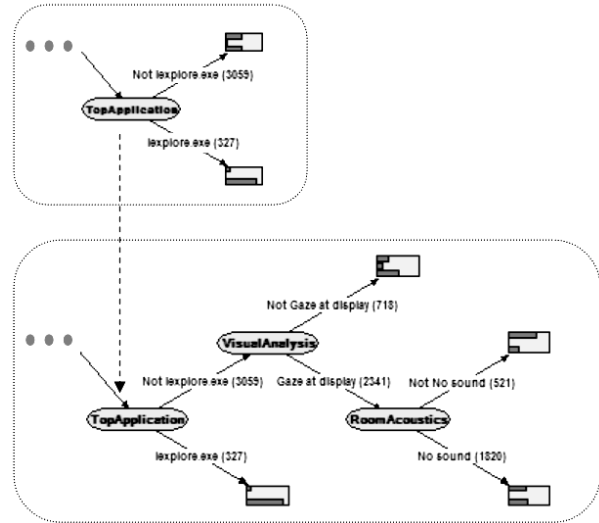 Not Iexplore.exe (3059)
TopApplication
Iexplore.exe (327)
Not Gaze at display (718)
VisualAnalysis
Not Iexplore.exe (3059)
Gaze at display (2341)
Not No sound (521)
TopApplication
RoomAcoustics
Iexplore.exe (327)
No sound (1820)